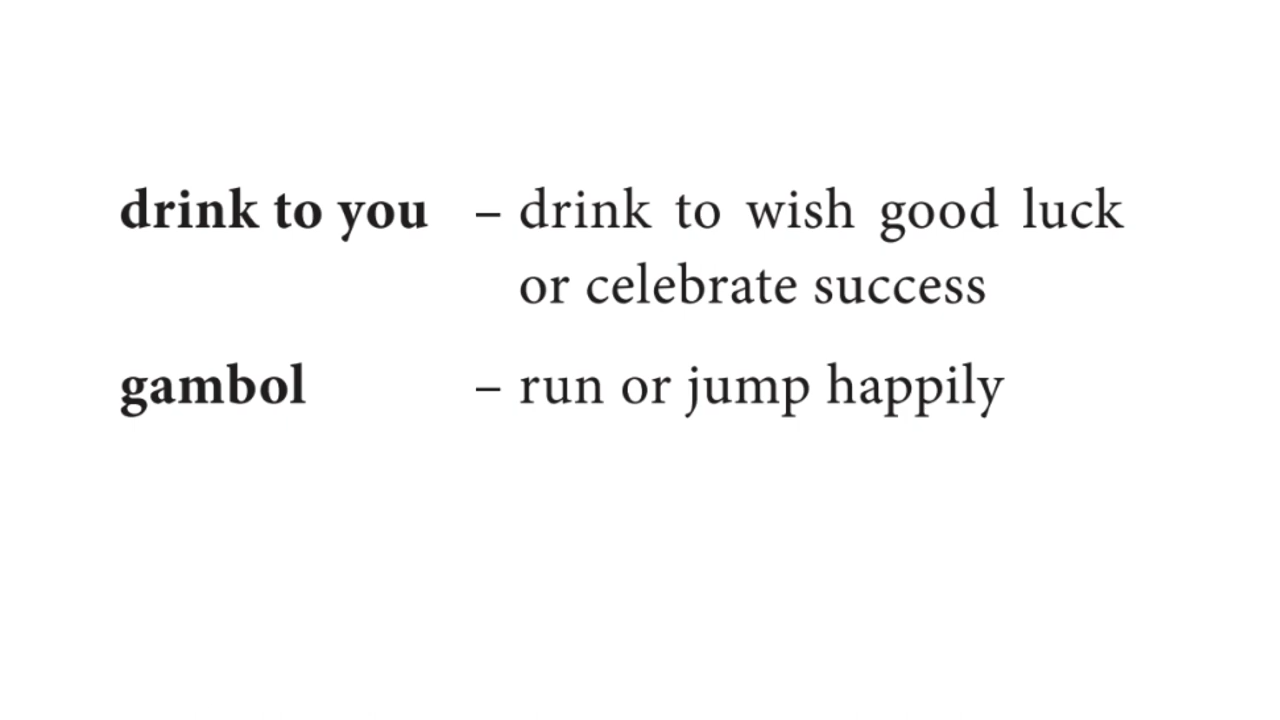 drink to you – drink to wish good luck
or celebrate success
gambol – run or jump happily